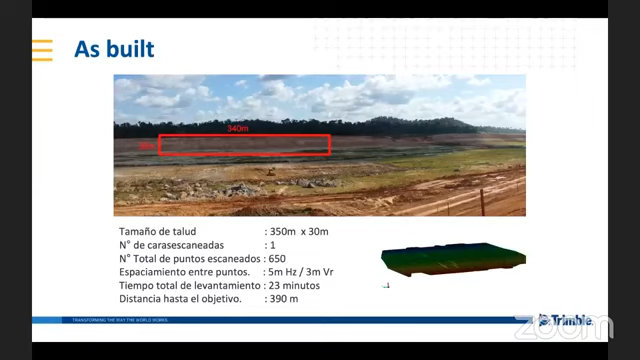 As built
340m
Tamaño de talud : 350m x 30m
N° de carasescaneadas : 1
N° Total de puntos escaneados : 650
Espaciamiento entre puntos. : 5m Hz / 3m Vr
Tiempo total de levantamiento : 23 minutos
Distancia hasta el objetivo. : 390 m
TRANSFORMING THE WAY THE WORLD WORKS
Trimble.
zoom